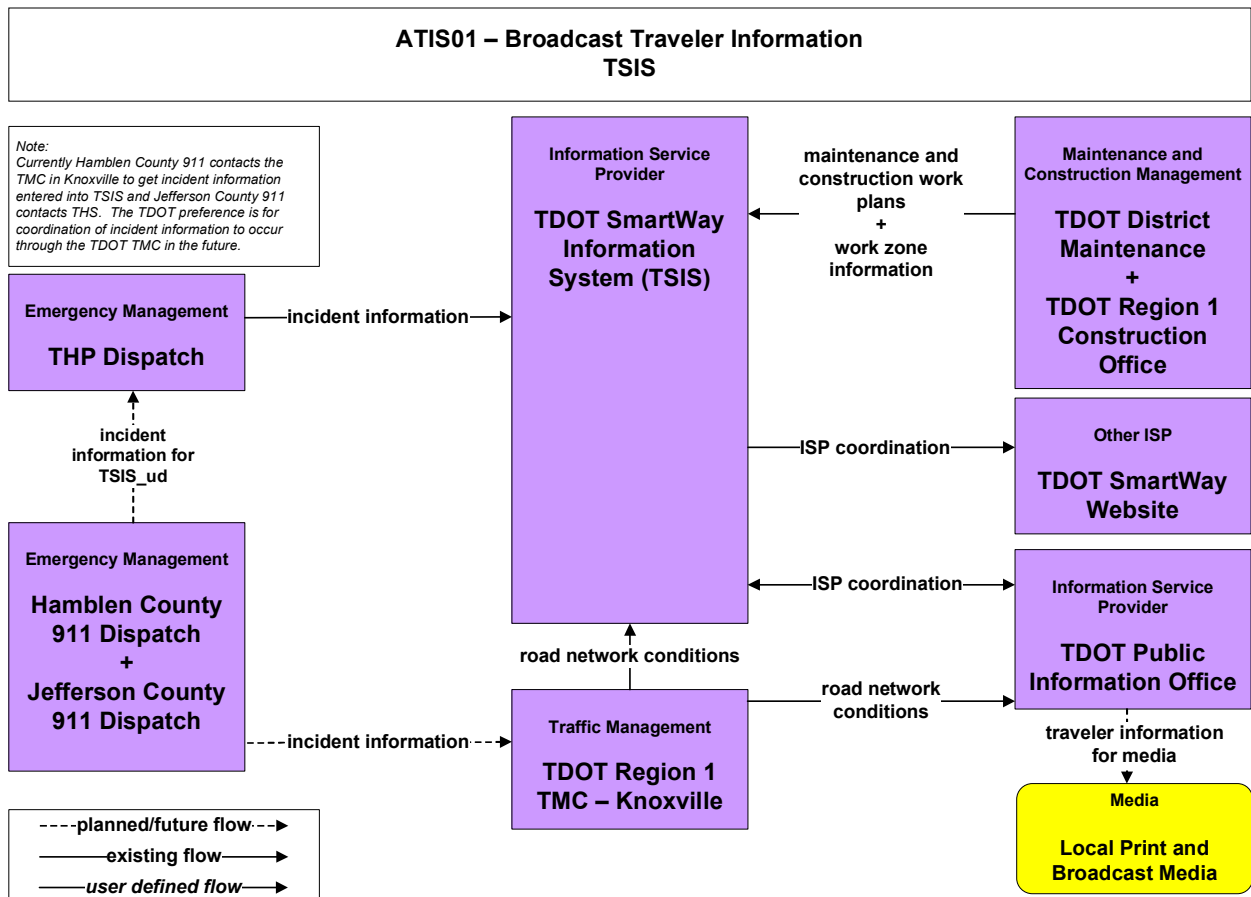 ATIS01 – Broadcast Traveler Information
TSIS
Note:
Currently Hamblen County 911 contacts the
TMC in Knoxville to get incident information
entered into TSIS and Jefferson County 911
contacts THS. The TDOT preference is for
coordination of incident information to occur
through the TDOT TMC in the future.
Emergency Management
THP Dispatch
incident information
incident
information for
TSIS_ud
Emergency Management
Hamblen County
911 Dispatch
+
Jefferson County
911 Dispatch
incident information
Information Service
Provider
TDOT SmartWay
Information
System (TSIS)
road network conditions
Traffic Management
TDOT Region 1
TMC – Knoxville
maintenance and
construction work
plans
+
work zone
information
Maintenance and
Construction Management
TDOT District
Maintenance
+
TDOT Region 1
Construction
Office
ISP coordination
Other ISP
TDOT SmartWay
Website
ISP coordination
Information Service
Provider
TDOT Public
Information Office
road network
conditions
traveler information
for media
Media
Local Print and
Broadcast Media
planned/future flow
existing flow
user defined flow